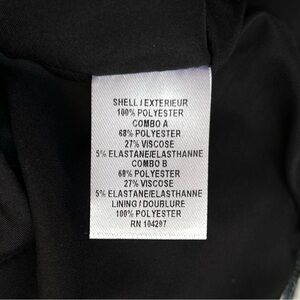 SHELL / EXTERIEUR
100% POLYESTER
COMBO A
68% POLYESTER
27% VISCOSE
5% ELASTANE/ELASTHANNE
COMBO B
68% POLYESTER
27% VISCOSE
5% ELASTANE/ELASTHANNE
LINING / DOUBLURE
100% POLYESTER
RN 104297